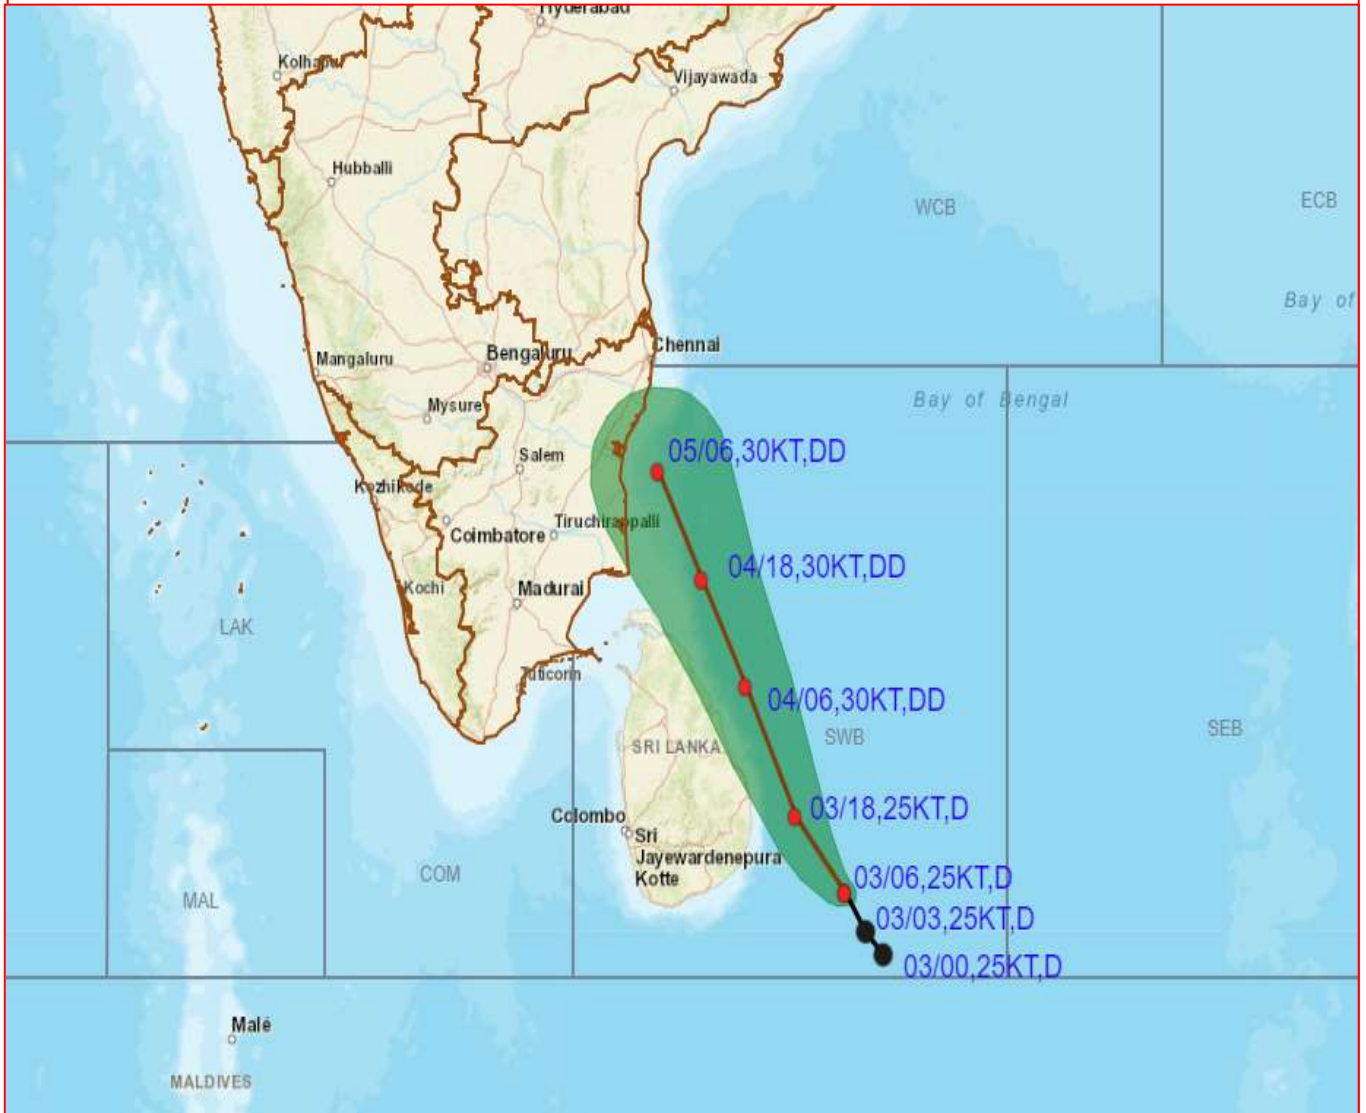 Hyderabad
Kolhapur
Vijayawada
Hubballi
WCB
ECB
Bay of
Chennai
Mangaluru
Bengaluru
Bay of Bengal
Mysure
05/06,30KT,DD
Salem
Kozhikode
Tiruchirappalli
Coimbatore
04/18,30KT,DD
Kochi
Madurai
LAK
Tuticorin
04/06,30KT,DD
SRI LANKA
SWB
SEB
03/18,25KT,D
Colombo
Sri
Jayewardenepura
Kotte
COM
03/06,25KT,D
MAL
03/03,25KT,D
03/00,25KT,D
Malé
MALDIVES